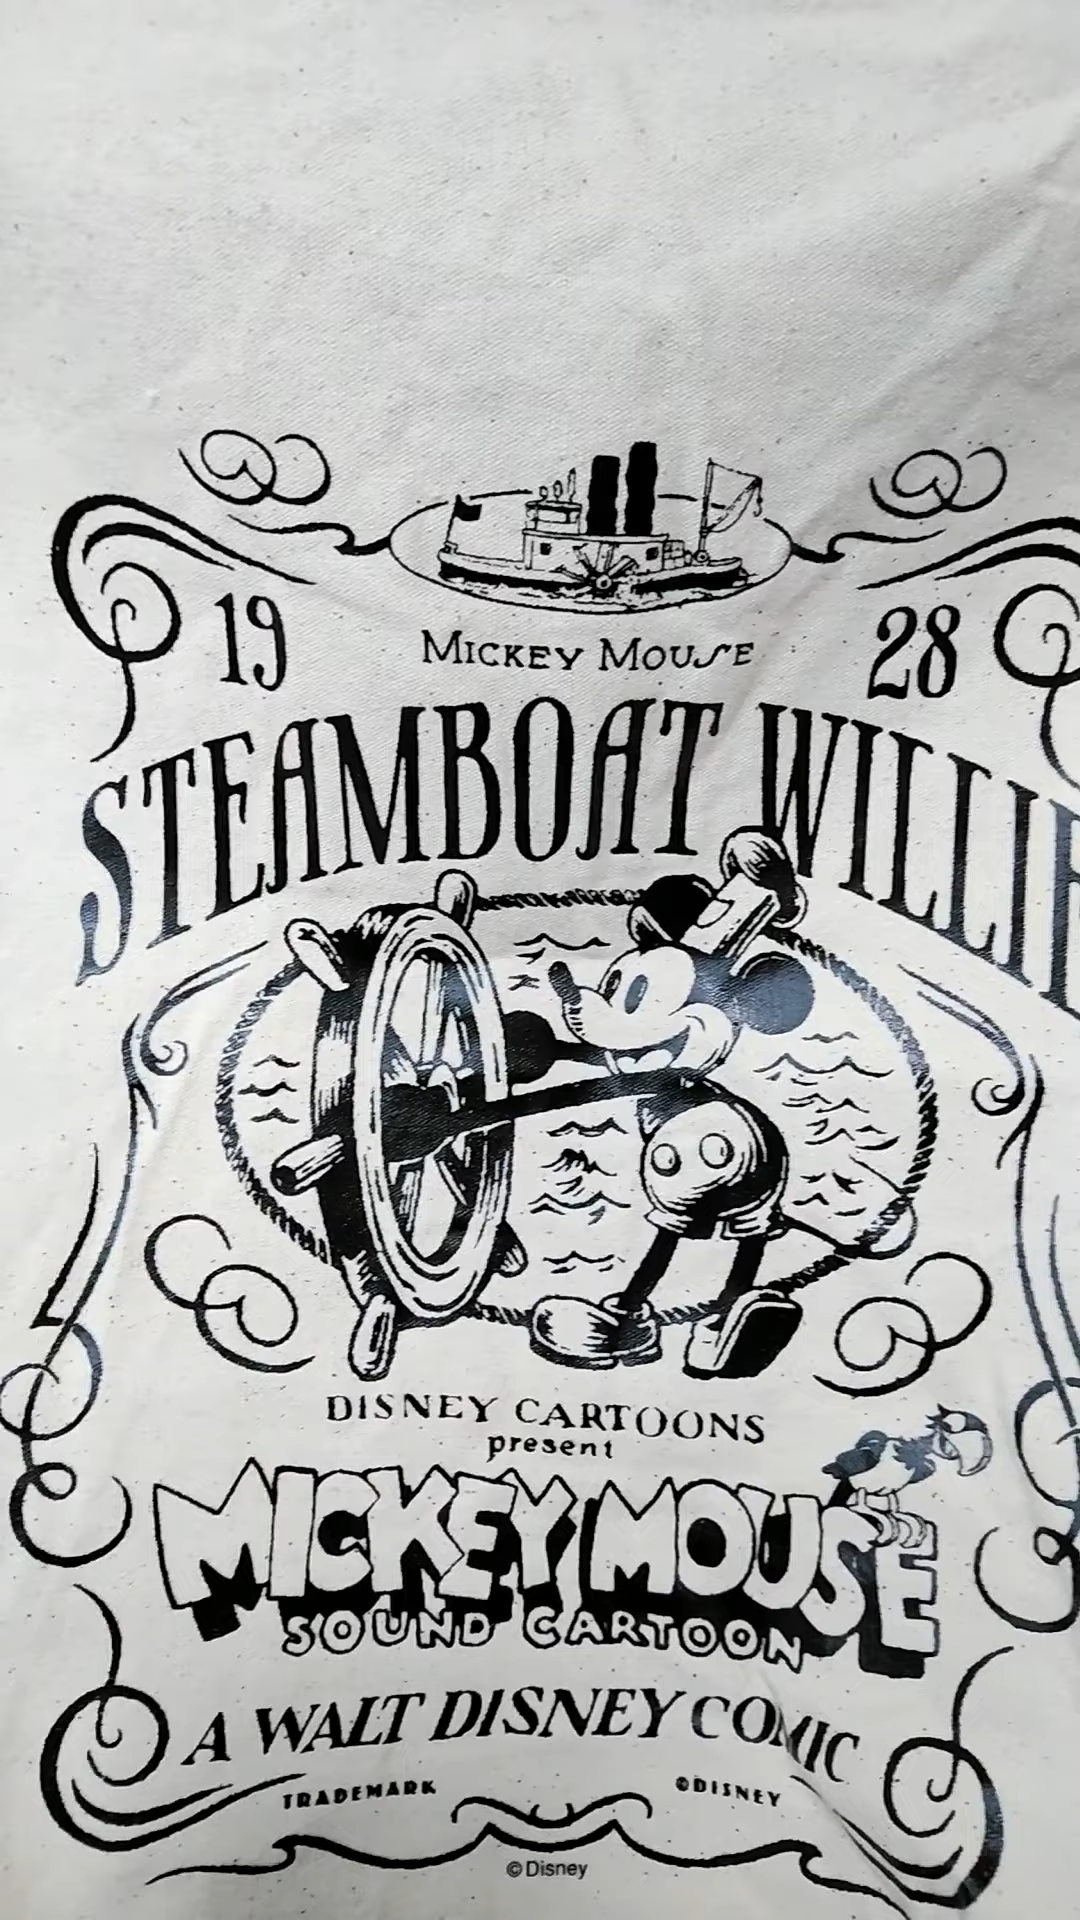 19
28
MICKEY MOUSE
STEAMBOAT WILLIE
DISNEY CARTOONS
present
MICKEY MOUSE
SOUND CARTOON
A WALT DISNEY COMIC
TRADEMARK
©DISNEY
©Disney